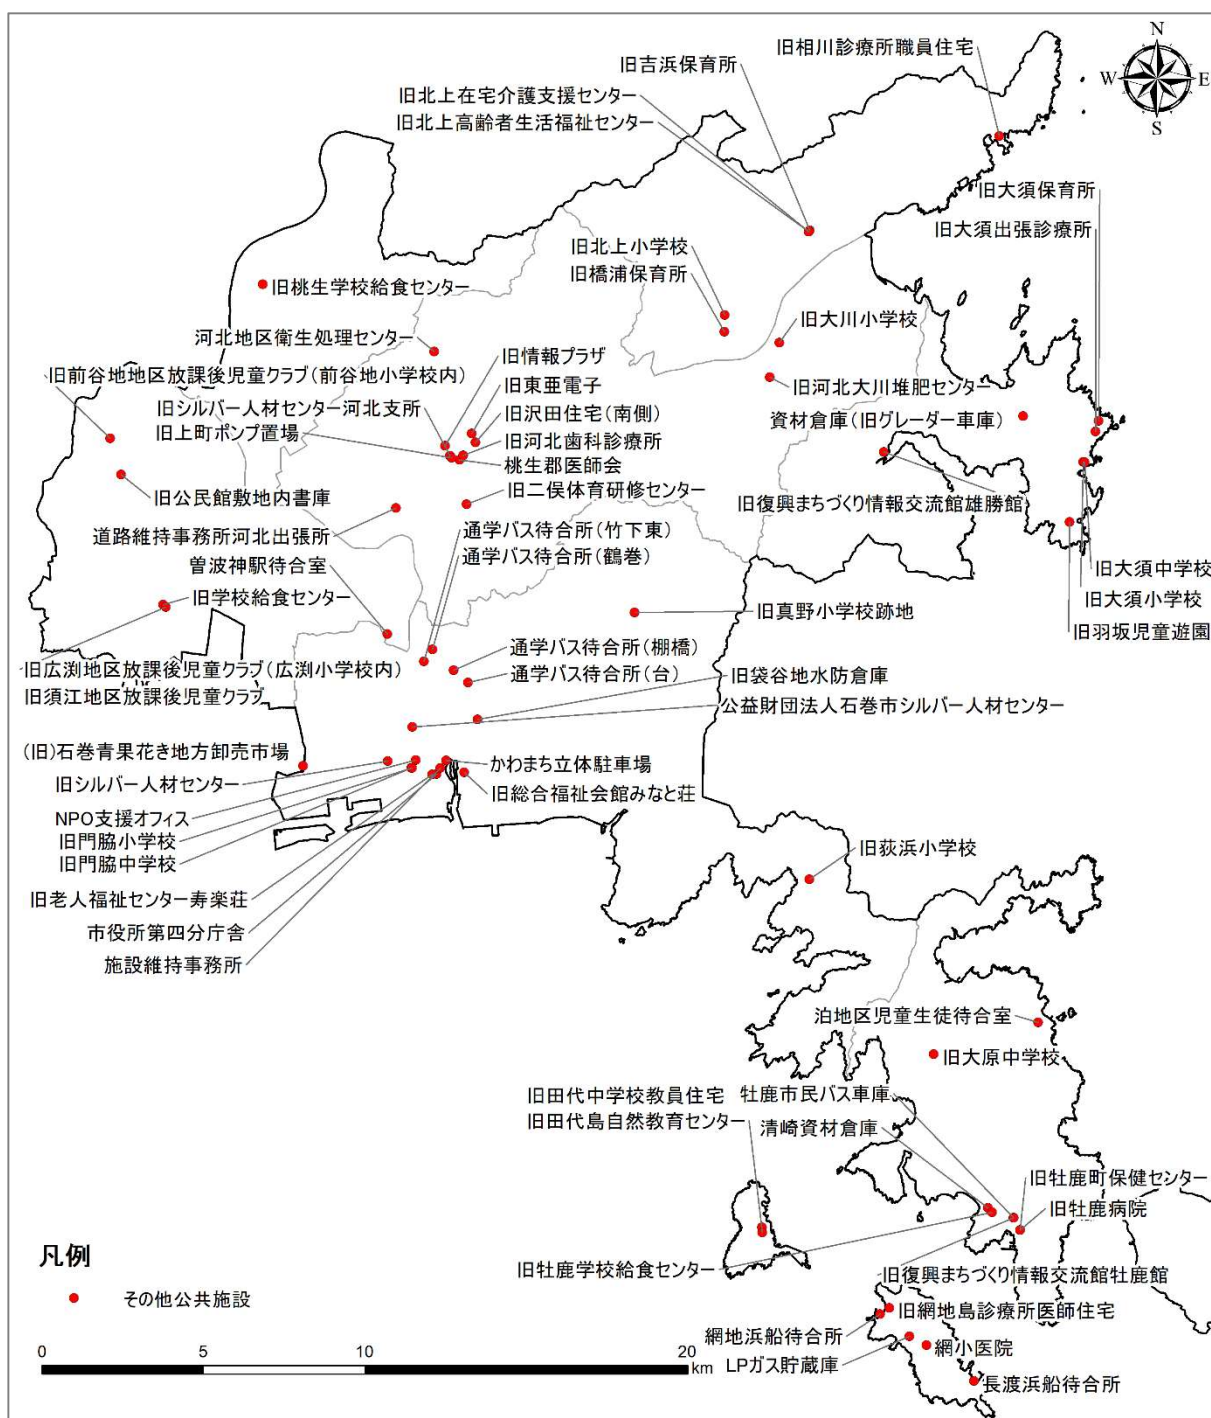 N
W
E
S
旧相川診療所職員住宅
旧吉浜保育所
旧北上在宅介護支援センター
旧北上高齢者生活福祉センター
旧大須保育所
旧大須出張診療所
旧北上小学校
旧橋浦保育所
旧桃生学校給食センター
旧大川小学校
河北地区衛生処理センター
旧情報プラザ
旧前谷地地区放課後児童クラブ(前谷地小学校内)
旧東亜電子
旧河北大川堆肥センター
旧シルバー人材センター河北支所
旧沢田住宅(南側)
資材倉庫(旧グレーダー車庫)
旧上町ポンプ置場
旧河北歯科診療所
桃生郡医師会
旧公民館敷地内書庫
旧二俣体育研修センター
旧復興まちづくり情報交流館雄勝館
道路維持事務所河北出張所
通学バス待合所(竹下東)
曽波神駅待合室
通学バス待合所(鶴巻)
旧大須中学校
旧学校給食センター
旧大須小学校
旧真野小学校跡地
旧羽坂児童遊園
通学バス待合所(棚橋)
旧広渕地区放課後児童クラブ(広渕小学校内)
通学バス待合所(台)
旧袋谷地水防倉庫
旧須江地区放課後児童クラブ
公益財団法人石巻市シルバー人材センター
(旧)石巻青果花き地方卸売市場
かわまち立体駐車場
旧シルバー人材センター
旧総合福祉会館みなと荘
NPO支援オフィス
旧門脇小学校
旧荻浜小学校
旧門脇中学校
旧老人福祉センター寿楽荘
市役所第四分庁舎
施設維持事務所
泊地区児童生徒待合室
旧大原中学校
旧田代中学校教員住宅
牡鹿市民バス車庫
旧田代島自然教育センター
清崎資材倉庫
旧牡鹿町保健センター
旧牡鹿病院
凡例
旧牡鹿学校給食センター
旧復興まちづくり情報交流館牡鹿館
その他公共施設
旧網地島診療所医師住宅
網地浜船待合所
網小医院
LPガス貯蔵庫
長渡浜船待合所
0
5
10
20
km